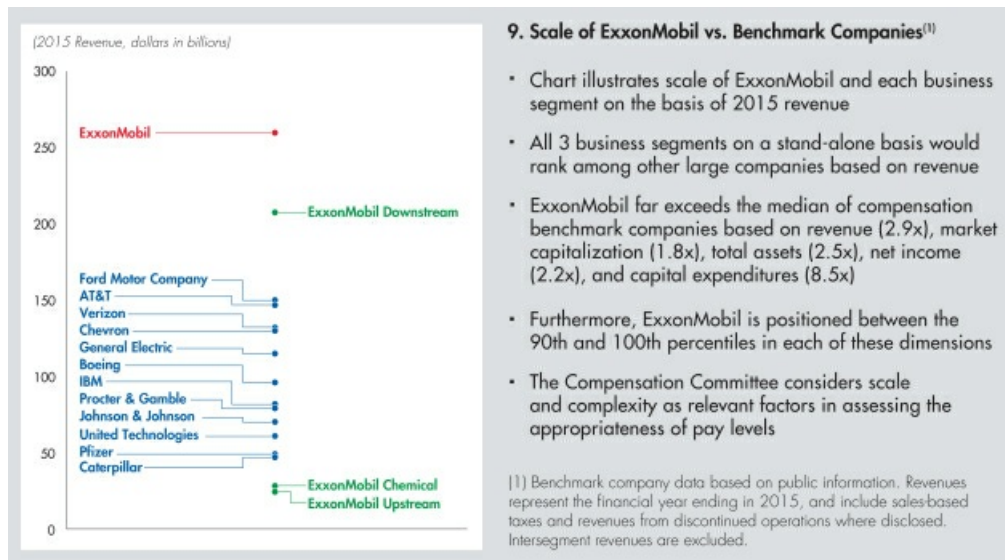 (2015 Revenue, dollars in billions)
300
250
200
150
100
50
0
ExxonMobil
ExxonMobil Downstream
Ford Motor Company
AT&T
Verizon
Chevron
General Electric
Boeing
IBM
Procter & Gamble
Johnson & Johnson
United Technologies
Pfizer
Caterpillar
ExxonMobil Chemical
ExxonMobil Upstream
9. Scale of ExxonMobil vs. Benchmark Companies(1)
• Chart illustrates scale of ExxonMobil and each business
segment on the basis of 2015 revenue
• All 3 business segments on a stand-alone basis would
rank among other large companies based on revenue
• ExxonMobil far exceeds the median of compensation
benchmark companies based on revenue (2.9x), market
capitalization (1.8x), total assets (2.5x), net income
(2.2x), and capital expenditures (8.5x)
• Furthermore, ExxonMobil is positioned between the
90th and 100th percentiles in each of these dimensions
• The Compensation Committee considers scale
and complexity as relevant factors in assessing the
appropriateness of pay levels
(1) Benchmark company data based on public information. Revenues
represent the financial year ending in 2015, and include sales-based
taxes and revenues from discontinued operations where disclosed.
Intersegment revenues are excluded.